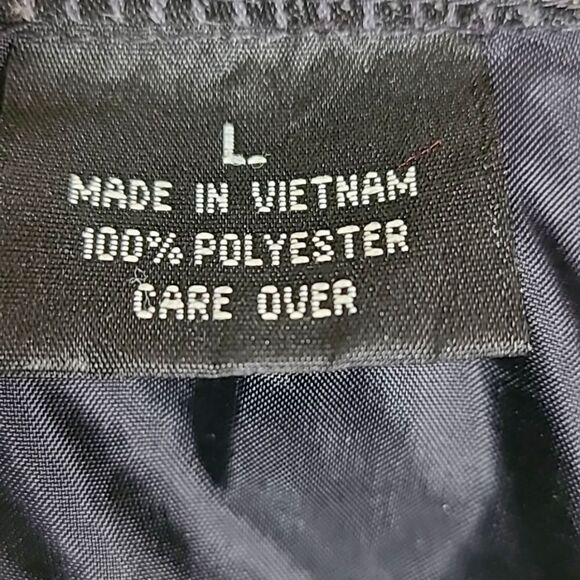 L.
MADE IN VIETNAM
100% POLYESTER
CARE OVER